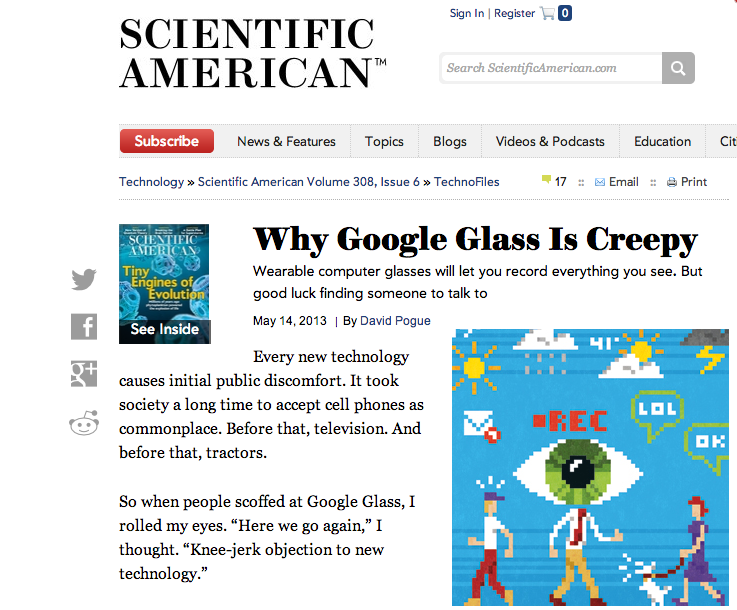 Sign In | Register 0
SCIENTIFIC
AMERICAN™
Search ScientificAmerican.com
Subscribe News & Features Topics Blogs Videos & Podcasts Education Cit
Technology » Scientific American Volume 308, Issue 6 » TechnoFiles 17 :: Email :: Print
SCIENTIFIC
AMERICAN
Tiny
Engines of
Evolution
See Inside
Why Google Glass Is Creepy
Wearable computer glasses will let you record everything you see. But
good luck finding someone to talk to
May 14, 2013 | By David Pogue
Every new technology
causes initial public discomfort. It took
society a long time to accept cell phones as
commonplace. Before that, television. And
before that, tractors.
So when people scoffed at Google Glass, I
rolled my eyes. “Here we go again,” I
thought. “Knee-jerk objection to new
technology.”
41°
REC
LOL
OK